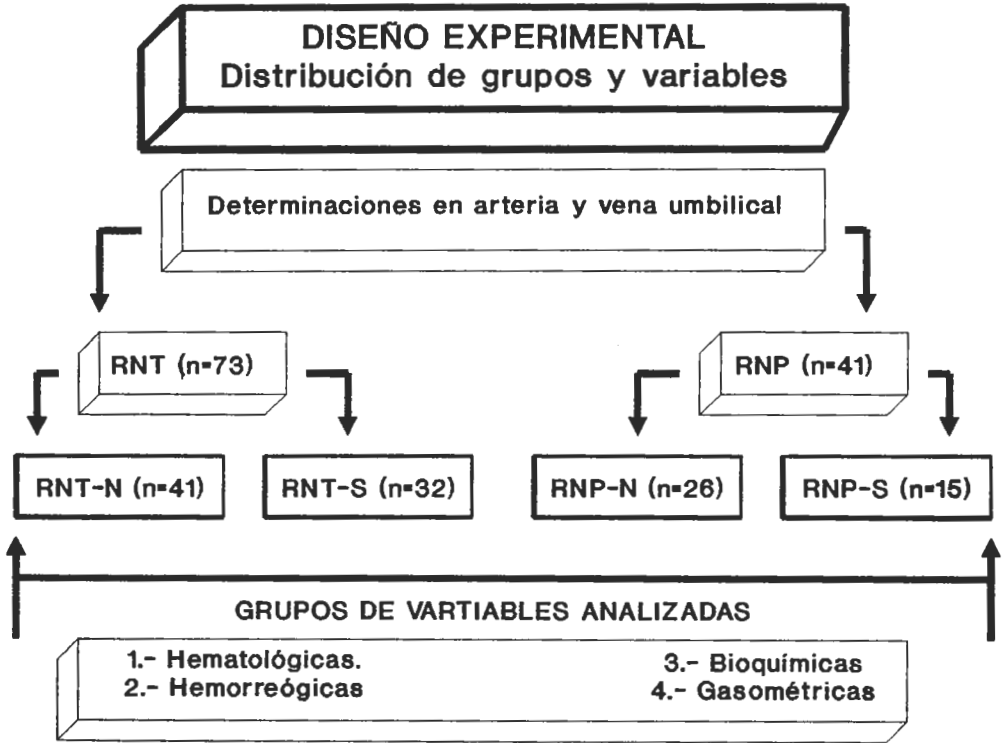 DISEÑO EXPERIMENTAL
Distribución de grupos y variables
Determinaciones en arteria y vena umbilical
RNT (n=73)
RNP (n=41)
RNT-N (n=41)
RNT-S (n=32)
RNP-N (n=26)
RNP-S (n=15)
GRUPOS DE VARTIABLES ANALIZADAS
1.- Hematológicas.
2.- Hemorreógicas
3.- Bioquímicas
4.- Gasométricas